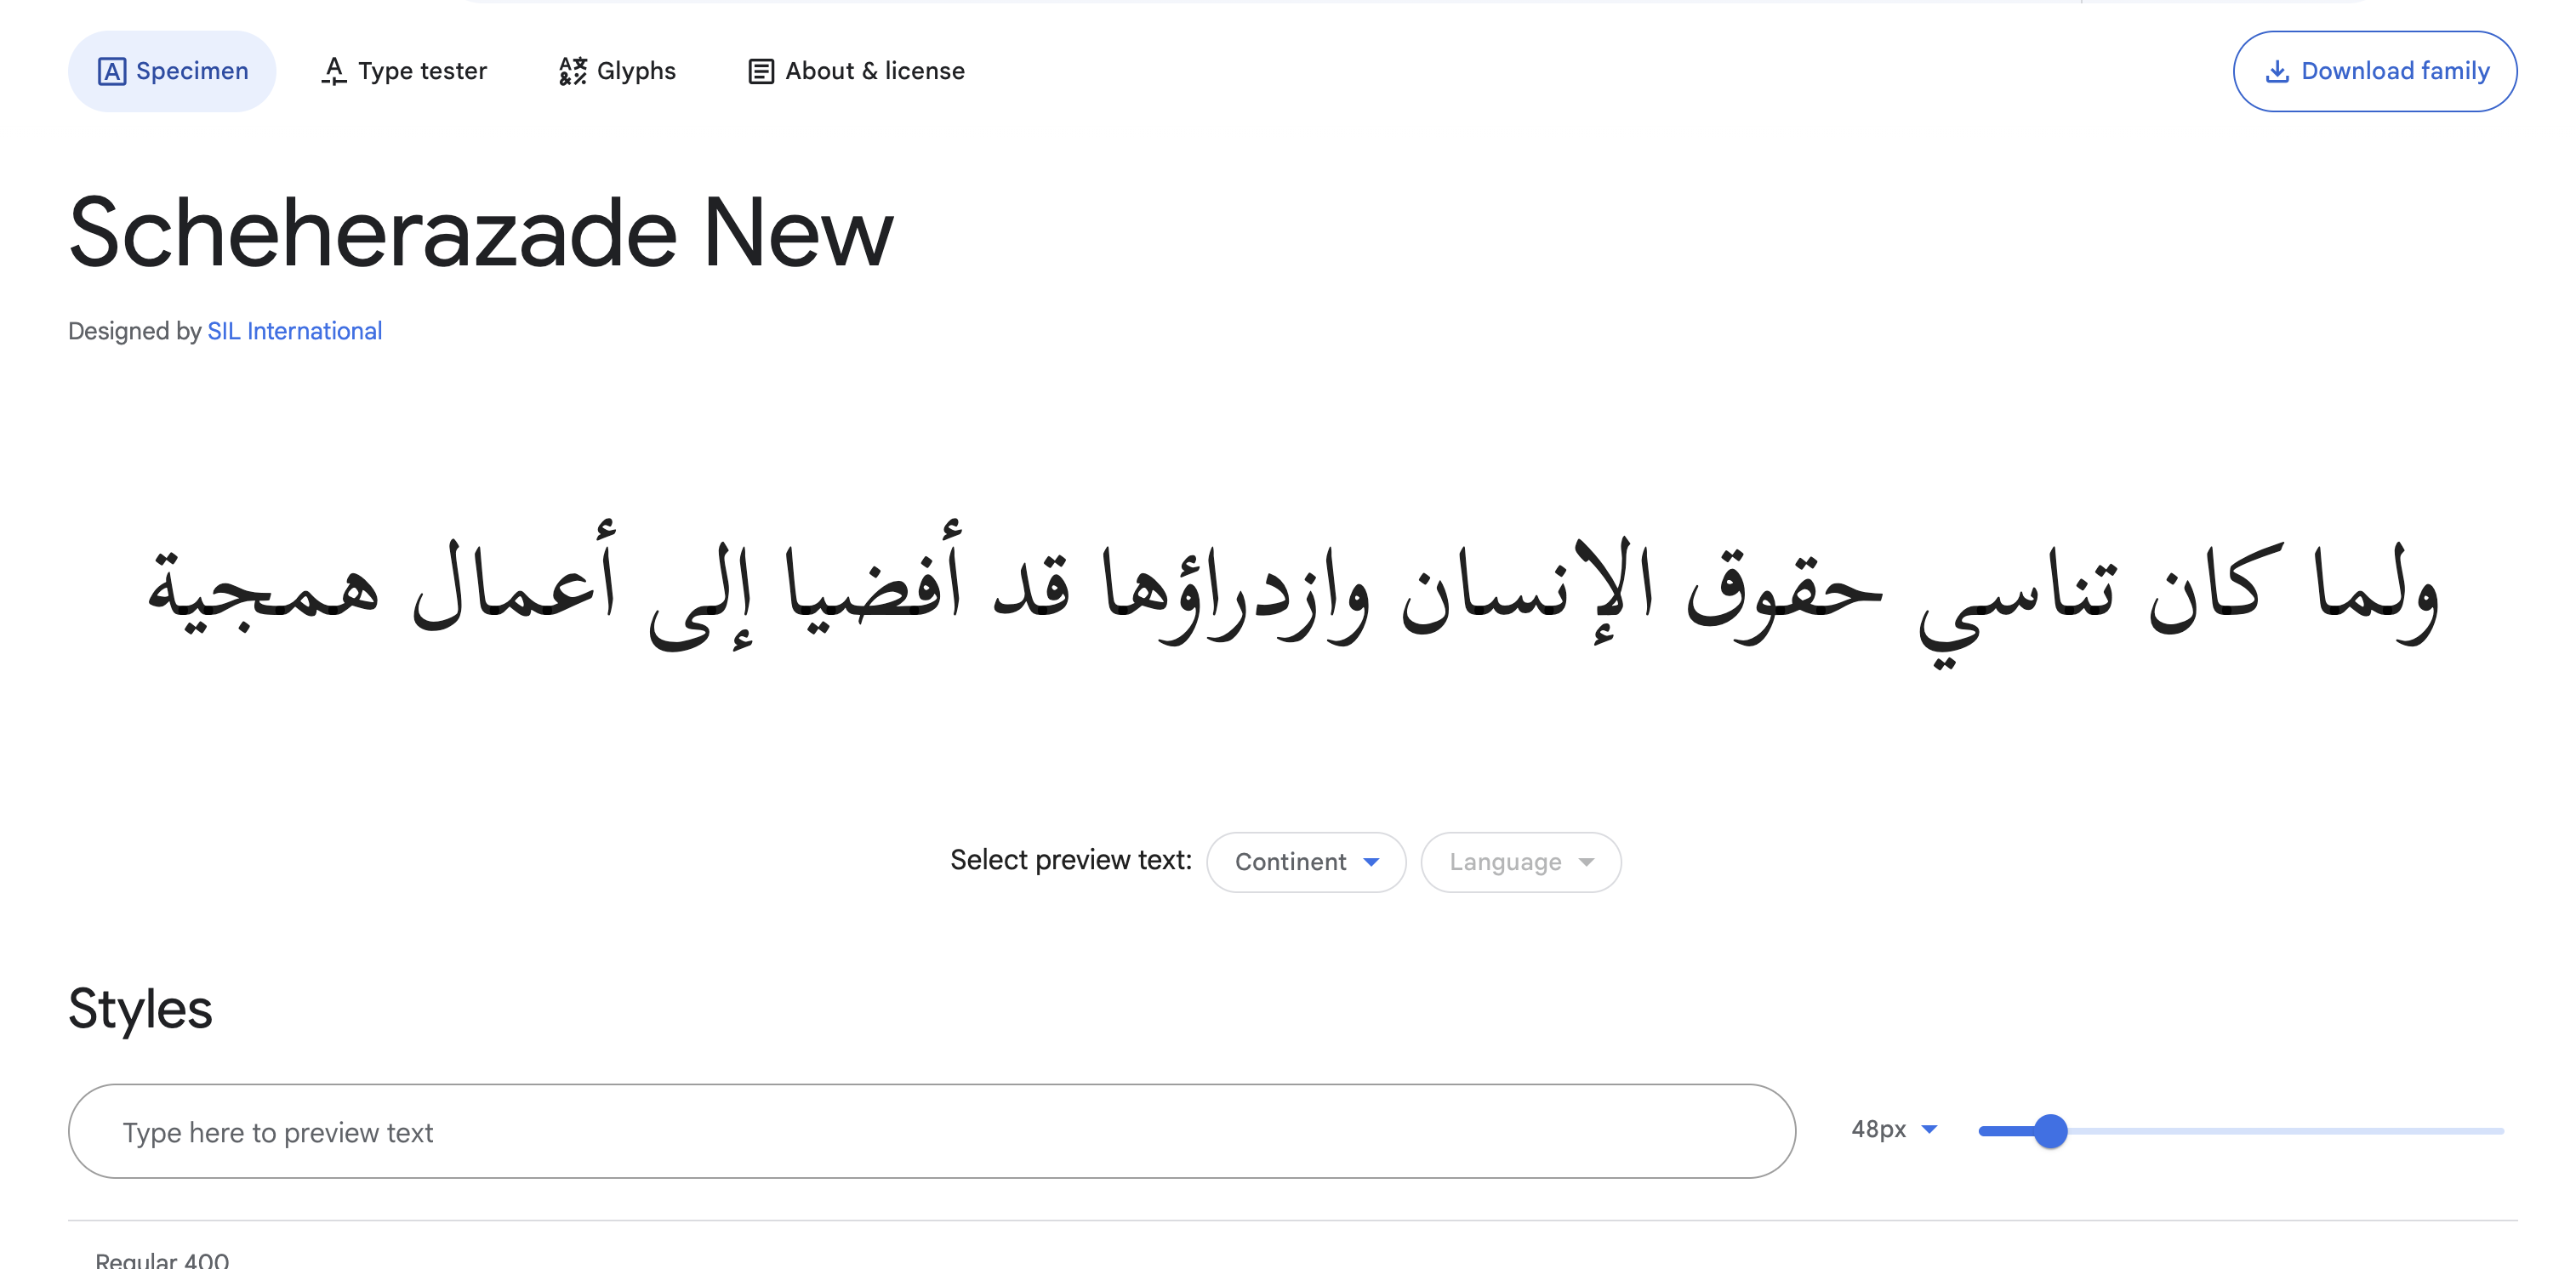 Specimen
Type tester
Glyphs
About & license
Download family
Scheherazade New
Designed by SIL International
ولما كان تناسي حقوق الإنسان وازدراؤها قد أفضيا إلى أعمال همجية
Select preview text:
Continent
Language
Styles
Type here to preview text
48px
Regular 400